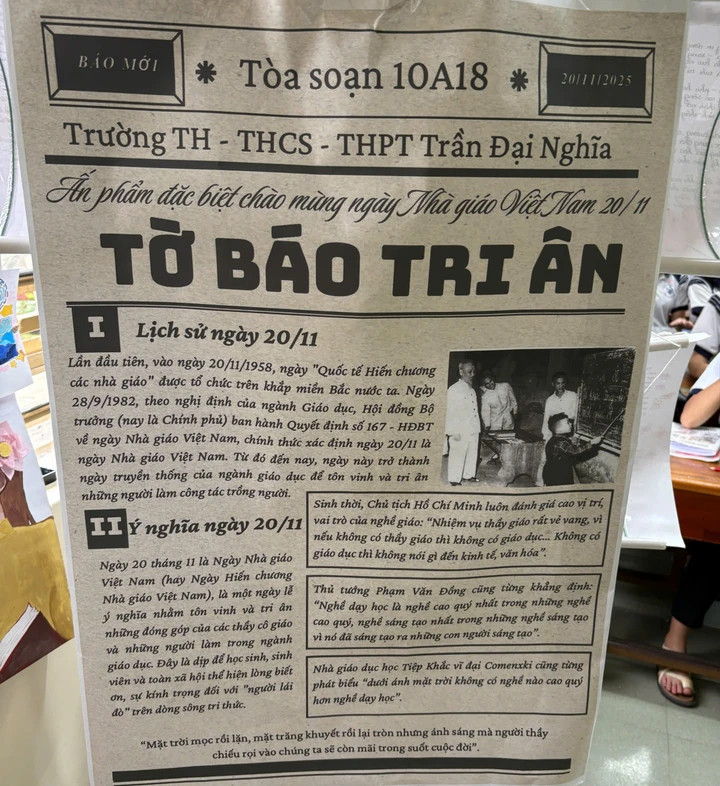 BÁO MỚI
* Tòa soạn 10A18 *
20/11/2025
Trường TH - THCS - THPT Trần Đại Nghĩa
Ấn phẩm đặc biệt chào mừng ngày Nhà giáo Việt Nam 20/11
TỜ BÁO TRI ÂN
I Lịch sử ngày 20/11
Lần đầu tiên, vào ngày 20/11/1958, ngày "Quốc tế Hiến chương
các nhà giáo" được tổ chức trên khắp miền Bắc nước ta. Ngày
28/9/1982, theo nghị định của ngành Giáo dục, Hội đồng Bộ
trưởng (nay là Chính phủ) ban hành Quyết định số 167 - HĐBT
về ngày Nhà giáo Việt Nam, chính thức xác định ngày 20/11 là
ngày Nhà giáo Việt Nam. Từ đó đến nay, ngày này trở thành
ngày truyền thống của ngành giáo dục để tôn vinh và tri ân
những người làm công tác trồng người.
II Ý nghĩa ngày 20/11
Ngày 20 tháng 11 là Ngày Nhà giáo
Việt Nam (hay Ngày Hiến chương
Nhà giáo Việt Nam), là một ngày lễ
ý nghĩa nhằm tôn vinh và tri ân
những đóng góp của các thầy cô giáo
và những người làm trong ngành
giáo dục. Đây là dịp để học sinh, sinh
viên và toàn xã hội thể hiện lòng biết
ơn, sự kính trọng đối với "người lái
đò" trên dòng sông tri thức.
Sinh thời, Chủ tịch Hồ Chí Minh luôn đánh giá cao vị trí,
vai trò của nghề giáo: “Nhiệm vụ thầy giáo rất vẻ vang, vì
nếu không có thầy giáo thì không có giáo dục... Không có
giáo dục thì không nói gì đến kinh tế, văn hóa”.
Thủ tướng Phạm Văn Đồng cũng từng khẳng định:
“Nghề dạy học là nghề cao quý nhất trong những nghề
cao quý, nghề sáng tạo nhất trong những nghề sáng tạo
vì nó đã sáng tạo ra những con người sáng tạo”.
Nhà giáo dục học Tiệp Khắc vĩ đại Comenxki cũng từng
phát biểu “dưới ánh mặt trời không có nghề nào cao quý
hơn nghề dạy học”.
“Mặt trời mọc rồi lặn, mặt trăng khuyết rồi lại tròn nhưng ánh sáng mà người thầy
chiếu rọi vào chúng ta sẽ còn mãi trong suốt cuộc đời”.